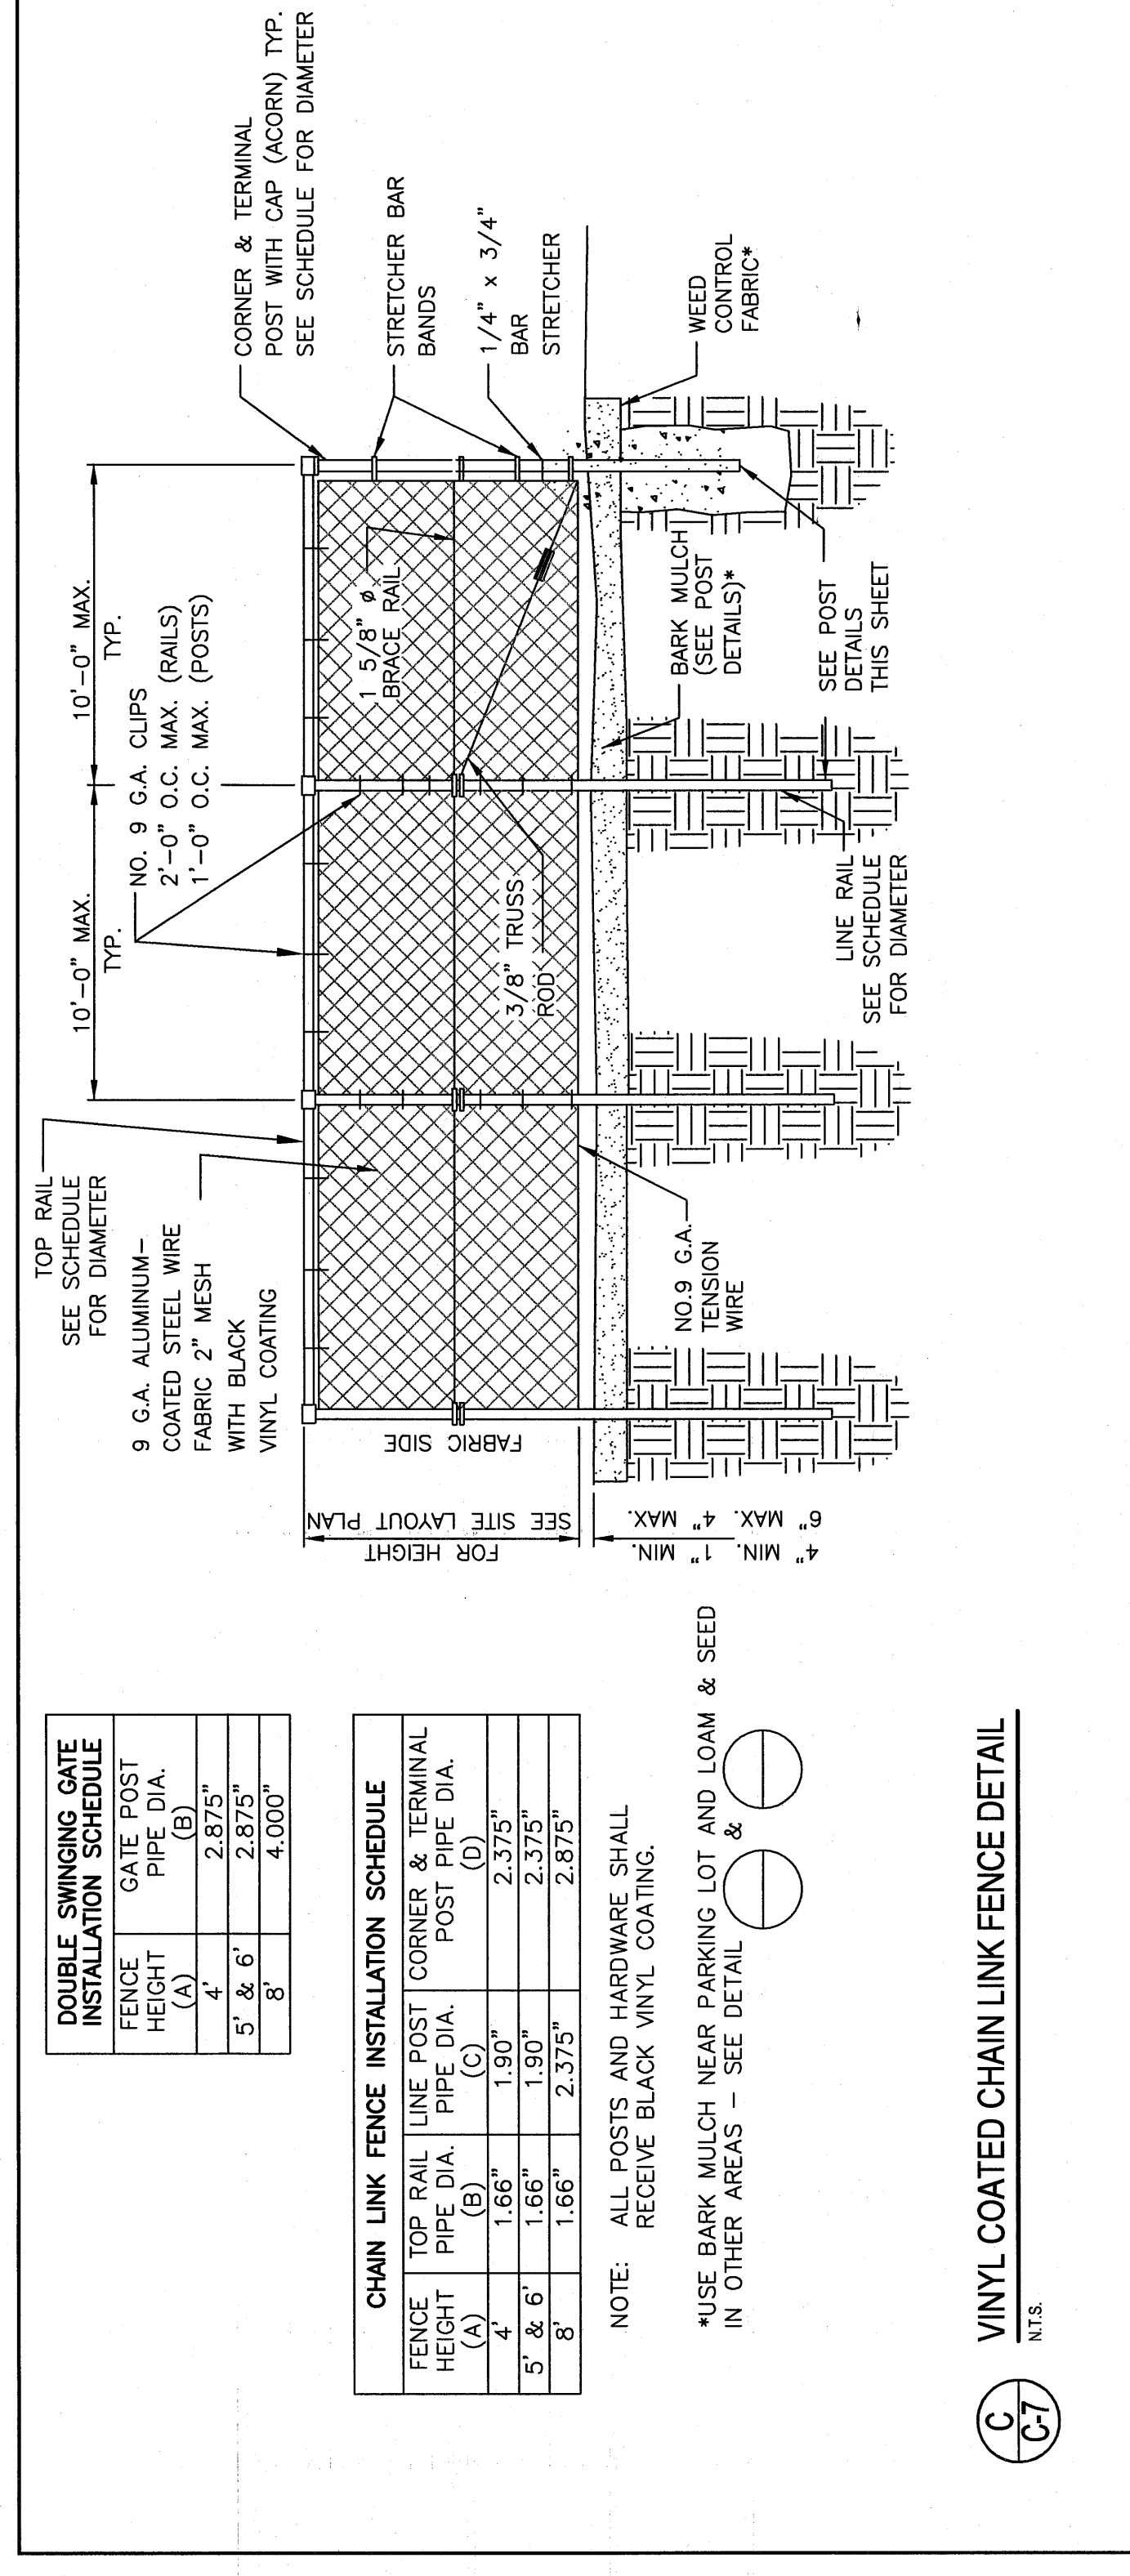 DOUBLE SWINGING GATE
INSTALLATION SCHEDULE
FENCE HEIGHT (A) GATE POST PIPE DIA. (B)
4' 2.875"
5' & 6' 2.875"
8' 4.000"
CHAIN LINK FENCE INSTALLATION SCHEDULE
FENCE HEIGHT (A) TOP RAIL PIPE DIA. (B) LINE POST PIPE DIA. (C) CORNER & TERMINAL POST PIPE DIA. (D)
4' 1.66" 1.90" 2.375"
5' & 6' 1.66" 1.90" 2.375"
8' 1.66" 2.375" 2.875"
NOTE: ALL POSTS AND HARDWARE SHALL
RECEIVE BLACK VINYL COATING.
*USE BARK MULCH NEAR PARKING LOT AND LOAM & SEED
IN OTHER AREAS – SEE DETAIL &
C
C-7
VINYL COATED CHAIN LINK FENCE DETAIL
N.T.S.
TOP RAIL
SEE SCHEDULE
FOR DIAMETER
9 G.A. ALUMINUM–
COATED STEEL WIRE
FABRIC 2" MESH
WITH BLACK
VINYL COATING
10'–0" MAX.
TYP.
10'–0" MAX.
TYP.
NO. 9 G.A. CLIPS
2'–0" O.C. MAX. (RAILS)
1'–0" O.C. MAX. (POSTS)
CORNER & TERMINAL
POST WITH CAP (ACORN) TYP.
SEE SCHEDULE FOR DIAMETER
STRETCHER BAR
BANDS
1/4" x 3/4"
BAR
STRETCHER
1 5/8" ø
BRACE RAIL
3/8" TRUSS
ROD
FABRIC SIDE
SEE SITE LAYOUT PLAN
FOR HEIGHT
1" MIN.
4" MAX.
4" MIN.
6" MAX.
NO.9 G.A.
TENSION
WIRE
LINE RAIL
SEE SCHEDULE
FOR DIAMETER
BARK MULCH
(SEE POST
DETAILS)*
SEE POST
DETAILS
THIS SHEET
WEED
CONTROL
FABRIC*